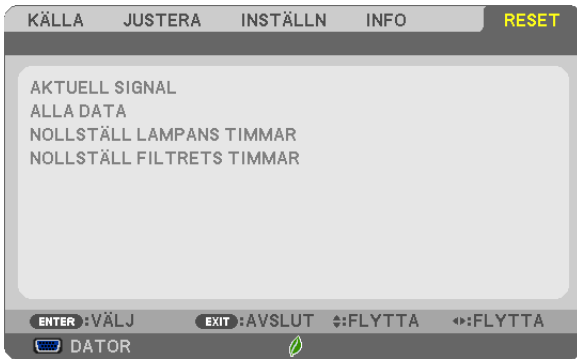 KÄLLA JUSTERA INSTÄLLN INFO RESET
AKTUELL SIGNAL
ALLA DATA
NOLLSTÄLL LAMPANS TIMMAR
NOLLSTÄLL FILTRETS TIMMAR
ENTER :VÄLJ EXIT :AVSLUT :FLYTTA :FLYTTA
DATOR